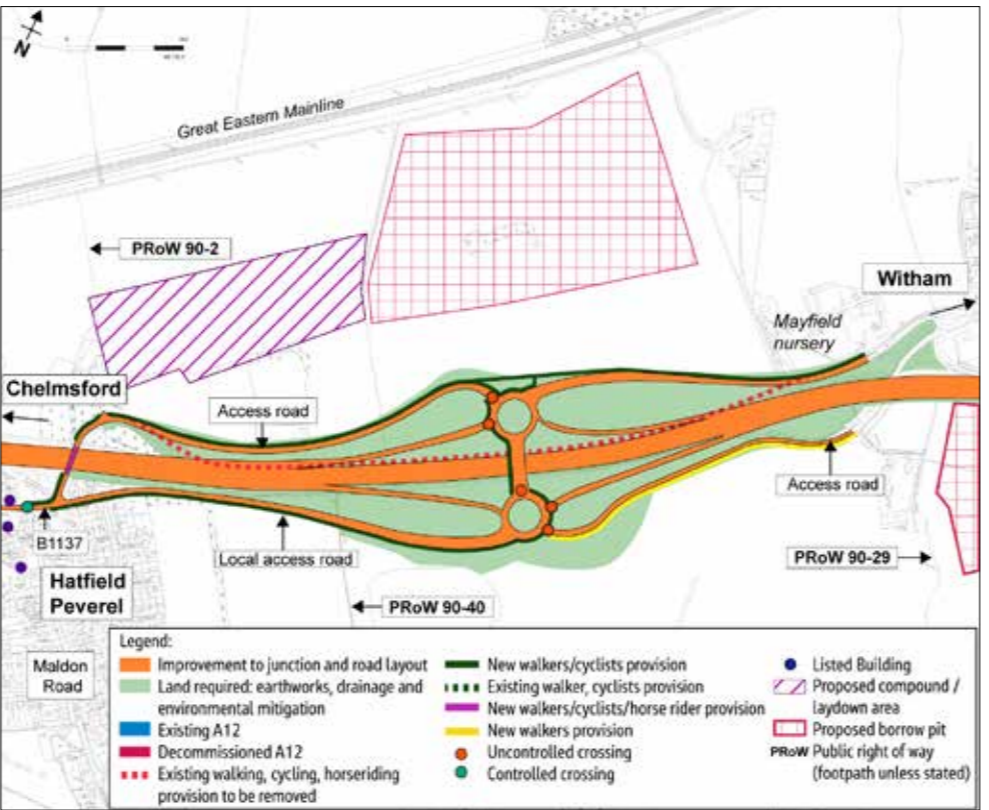 N
Great Eastern Mainline
PRoW 90-2
Witham
Mayfield
nursery
Chelmsford
Access road
Access road
B1137
Local access road
PRoW 90-29
Hatfield
Peverel
PRoW 90-40
Maldon
Road
Legend:
Improvement to junction and road layout
Land required: earthworks, drainage and
environmental mitigation
Existing A12
Decommissioned A12
Existing walking, cycling, horseriding
provision to be removed
New walkers/cyclists provision
Existing walker, cyclists provision
New walkers/cyclists/horse rider provision
New walkers provision
Uncontrolled crossing
Controlled crossing
Listed Building
Proposed compound /
laydown area
Proposed borrow pit
PRoW Public right of way
(footpath unless stated)